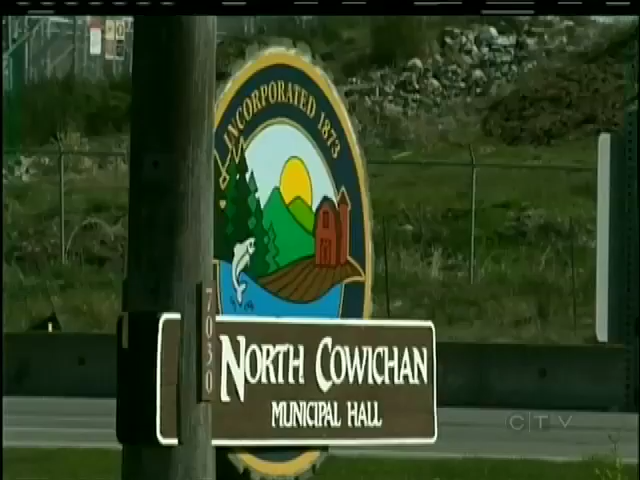 INCORPORATED 1873
7030
NORTH COWICHAN
MUNICIPAL HALL
CTV